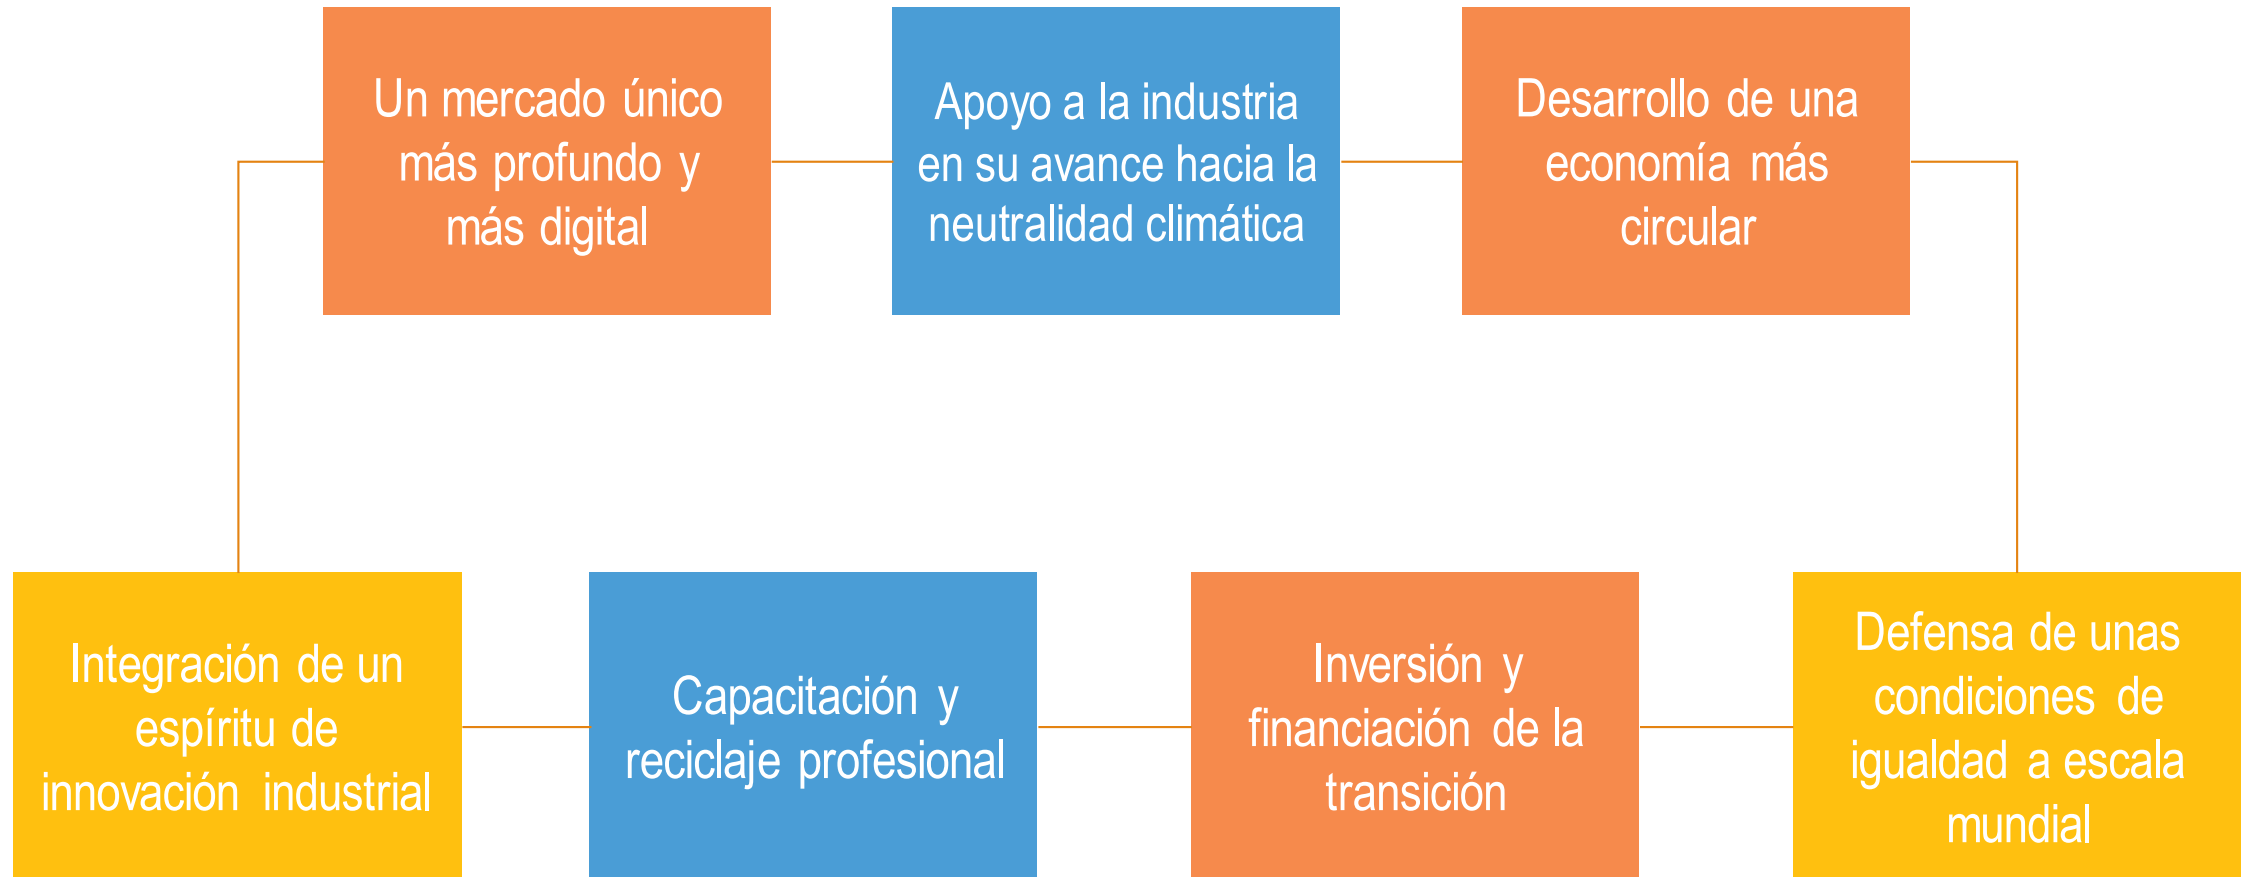 Un mercado único
más profundo y
más digital
Apoyo a la industria
en su avance hacia la
neutralidad climática
Desarrollo de una
economía más
circular
Integración de un
espíritu de
innovación industrial
Capacitación y
reciclaje profesional
Inversión y
financiación de la
transición
Defensa de unas
condiciones de
igualdad a escala
mundial